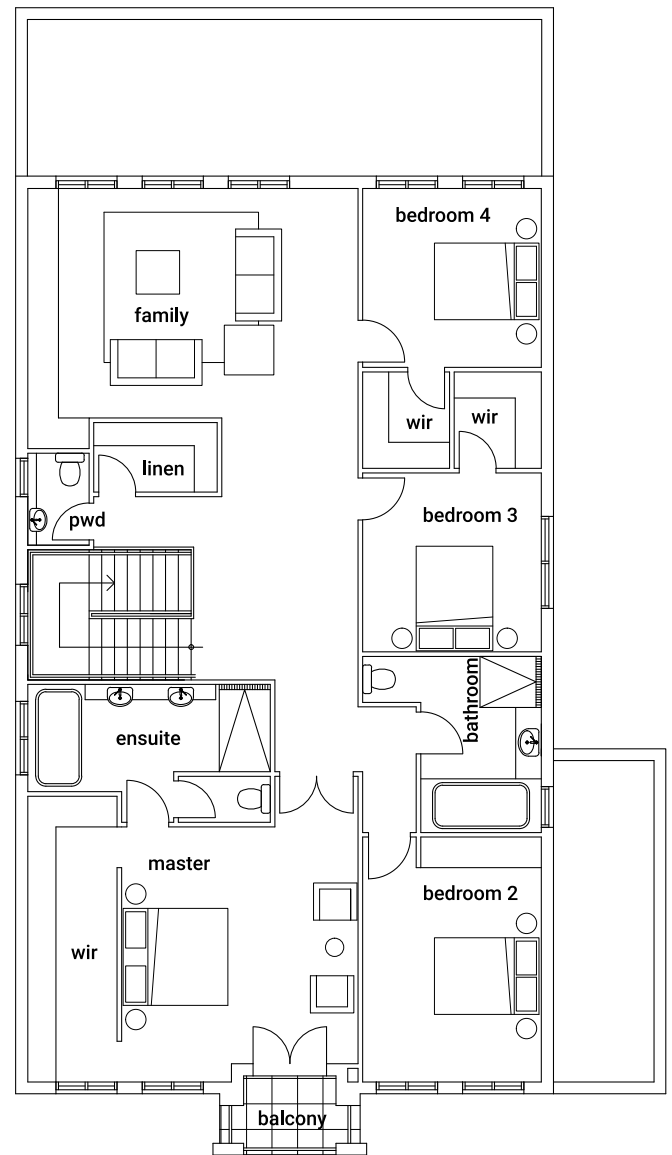 bedroom 4
family
wir
wir
linen
bedroom 3
pwd
bathroom
ensuite
master
bedroom 2
wir
balcony